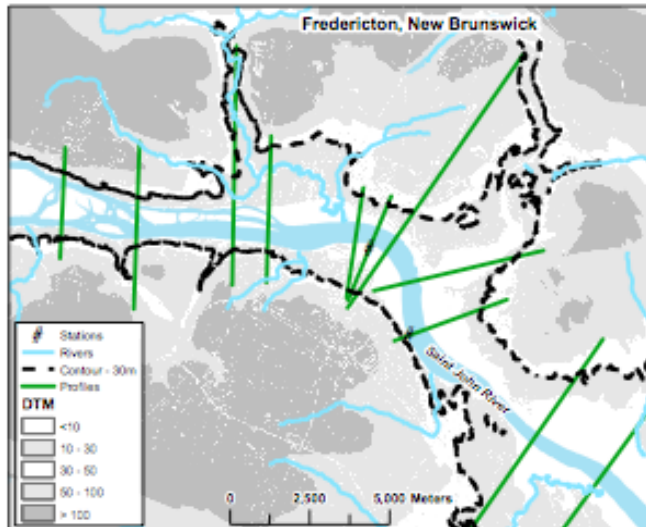 Fredericton, New Brunswick
Saint John River
Stations
Rivers
Contour - 30m
Profiles
DTM
<10
10 - 30
30 - 50
50 - 100
> 100
0 2,500 5,000 Meters